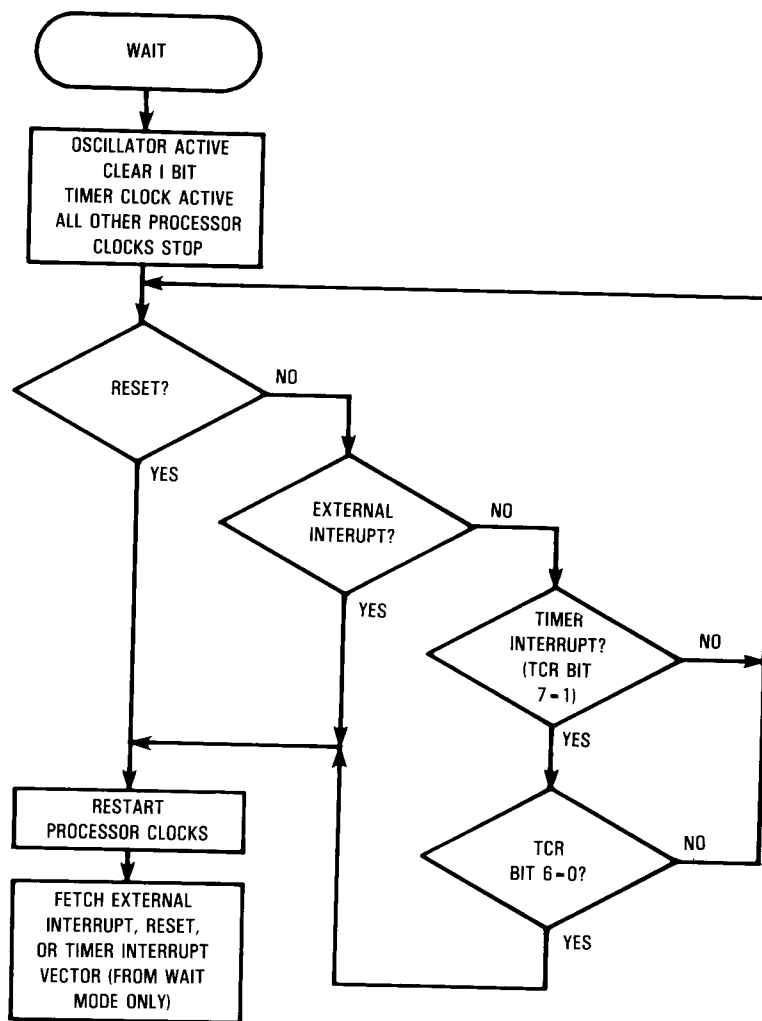 WAIT
OSCILLATOR ACTIVE
CLEAR I BIT
TIMER CLOCK ACTIVE
ALL OTHER PROCESSOR
CLOCKS STOP
RESET?
NO
YES
EXTERNAL
INTERUPT?
NO
YES
TIMER
INTERRUPT?
(TCR BIT
7=1)
NO
YES
TCR
BIT 6=0?
NO
YES
RESTART
PROCESSOR CLOCKS
FETCH EXTERNAL
INTERRUPT, RESET,
OR TIMER INTERRUPT
VECTOR (FROM WAIT
MODE ONLY)